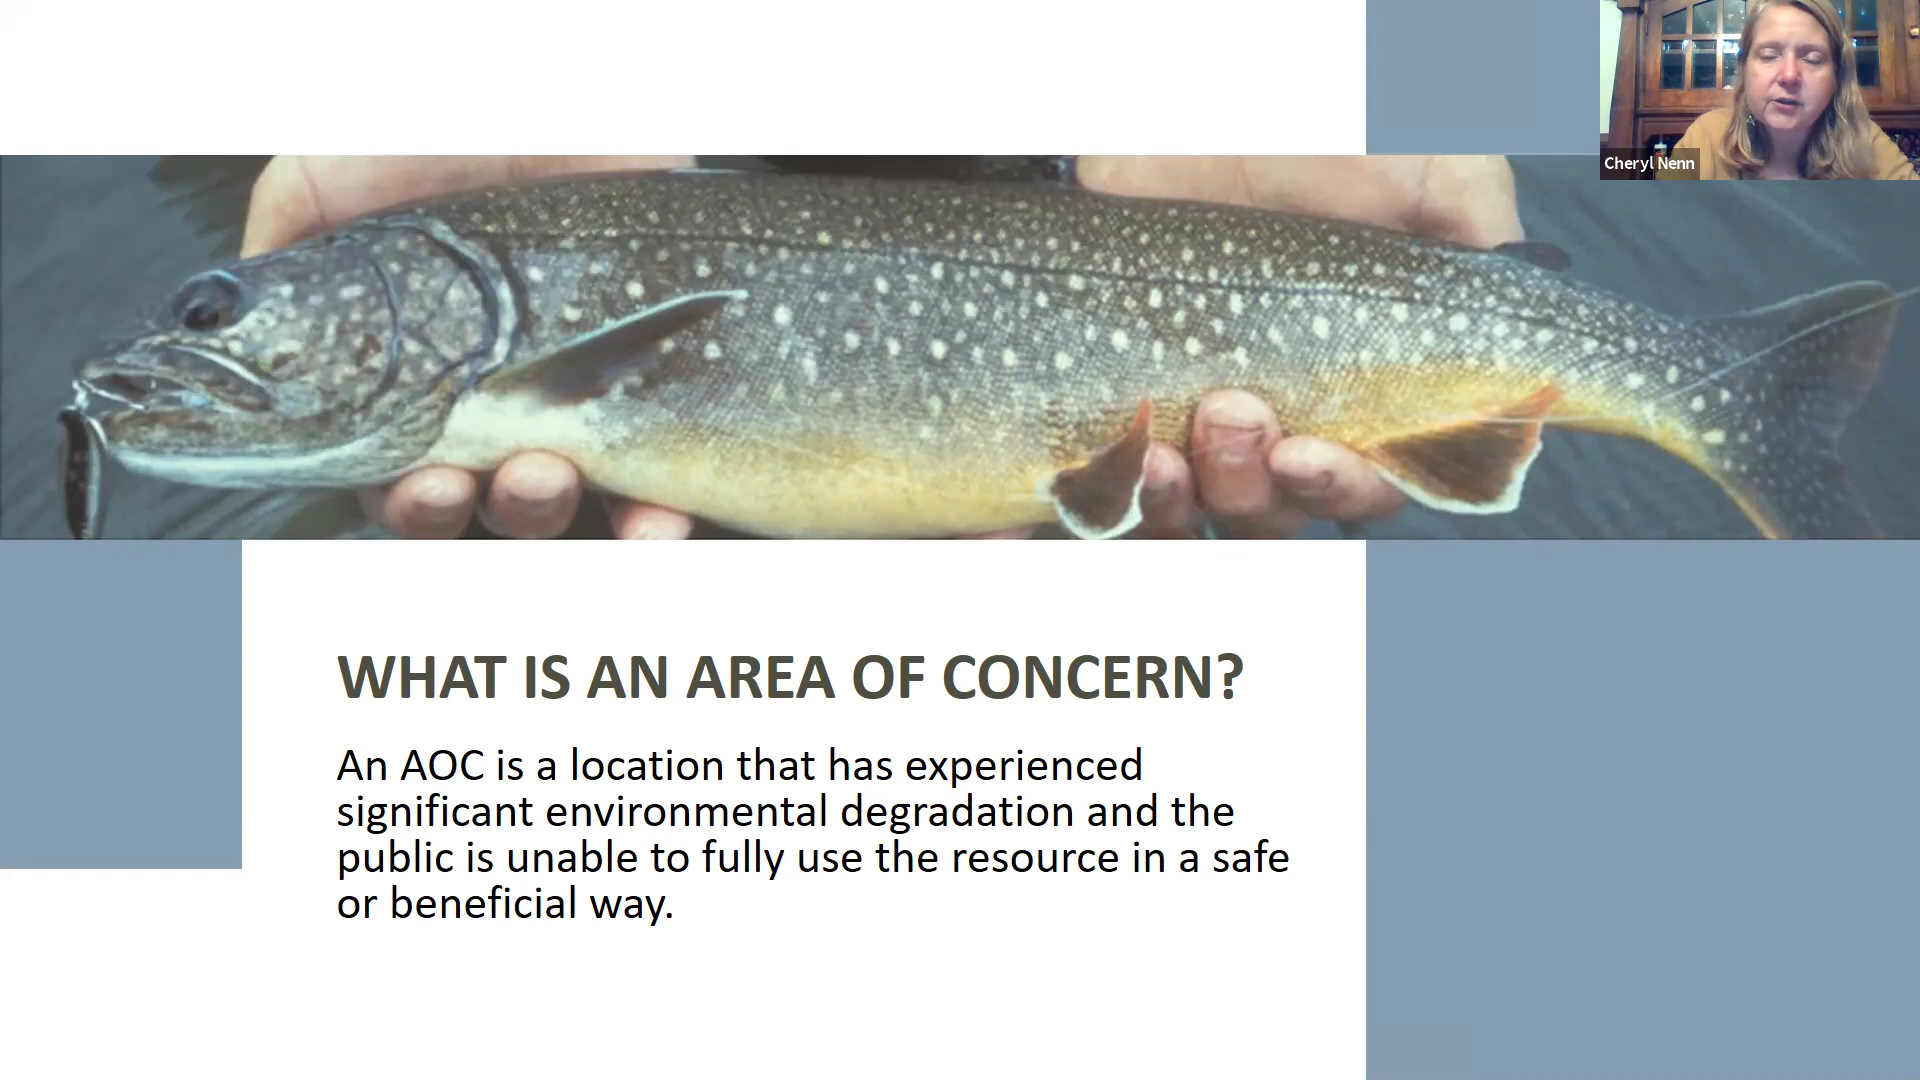 Cheryl Nenn
WHAT IS AN AREA OF CONCERN?
An AOC is a location that has experienced
significant environmental degradation and the
public is unable to fully use the resource in a safe
or beneficial way.